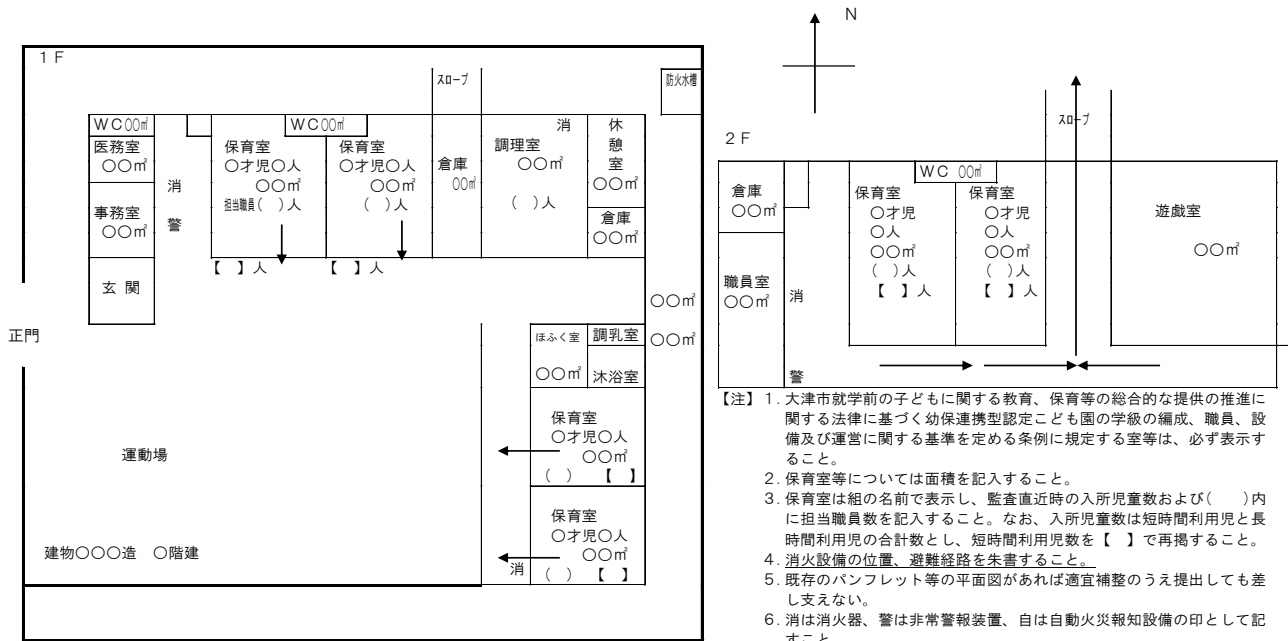 N
1F
スロープ
防火水槽
WC○○㎡
医務室
○○㎡
事務室
○○㎡
玄 関
消
警
WC○○㎡
保育室
○才児○人
○○㎡
担当職員( )人
【 】人
保育室
○才児○人
○○㎡
( )人
【 】人
倉庫
○○㎡
消
調理室
○○㎡
( )人
休
憩
室
○○㎡
倉庫
○○㎡
○○㎡
正門
ほふく室
○○㎡
調乳室
○○㎡
沐浴室
保育室
○才児○人
○○㎡
( ) 【 】
保育室
○才児○人
○○㎡
( ) 【 】
消
運動場
建物○○○造 ○階建
2F
スロープ
倉庫
○○㎡
職員室
○○㎡
消
警
WC ○○㎡
保育室
○才児
○人
○○㎡
( )人
【 】人
保育室
○才児
○人
○○㎡
( )人
【 】人
遊戯室
○○㎡
【注】1.大津市就学前の子どもに関する教育、保育等の総合的な提供の推進に
関する法律に基づく幼保連携型認定こども園の学級の編成、職員、設
備及び運営に関する基準を定める条例に規定する室等は、必ず表示す
ること。
2.保育室等については面積を記入すること。
3.保育室は組の名前で表示し、監査直近時の入所児童数および( )内
に担当職員数を記入すること。なお、入所児童数は短時間利用児と長
時間利用児の合計数とし、短時間利用児数を【 】で再掲すること。
4.消火設備の位置、避難経路を朱書すること。
5.既存のパンフレット等の平面図があれば適宜補整のうえ提出しても差
し支えない。
6.消は消火器、警は非常警報装置、自は自動火災報知設備の印として記
すこと